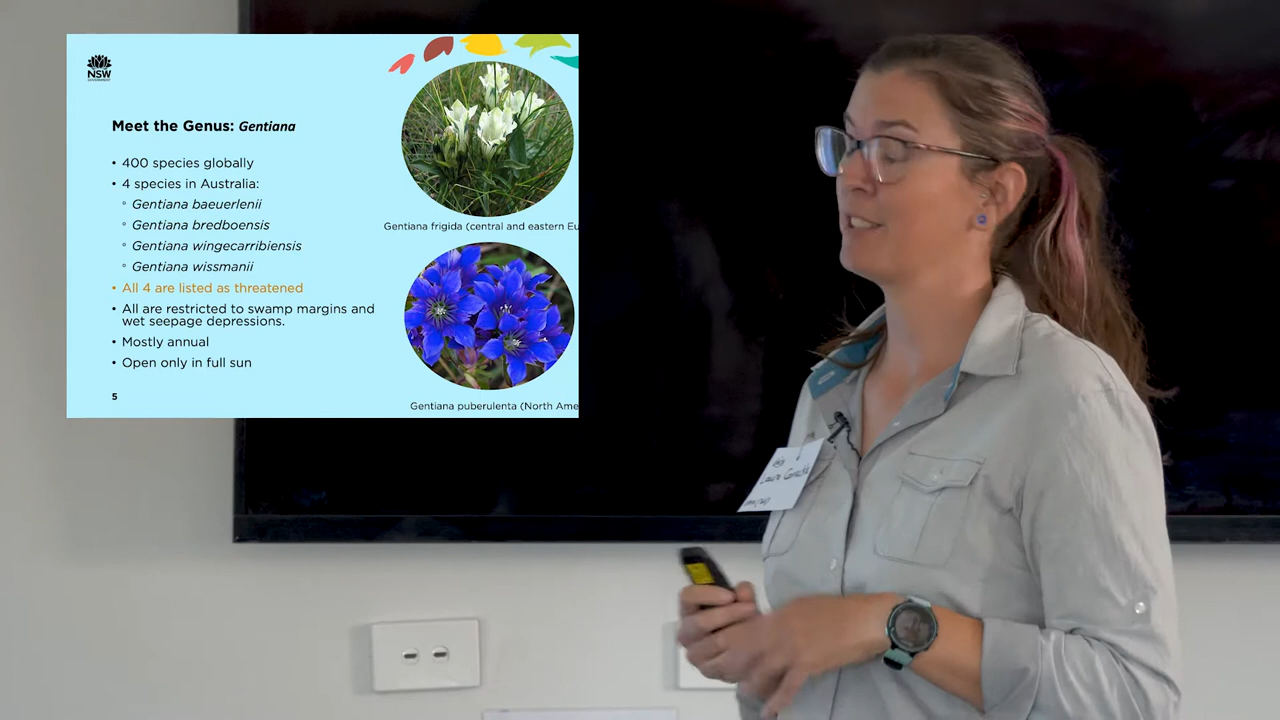 NSW
GOVERNMENT
Meet the Genus: Gentiana
• 400 species globally
• 4 species in Australia:
◦ Gentiana baeuerlenii
◦ Gentiana bredboensis
◦ Gentiana wingecarribiensis
◦ Gentiana wissmanii
• All 4 are listed as threatened
• All are restricted to swamp margins and
wet seepage depressions.
• Mostly annual
• Open only in full sun
5
Gentiana frigida (central and eastern Eu
Gentiana puberulenta (North Ame